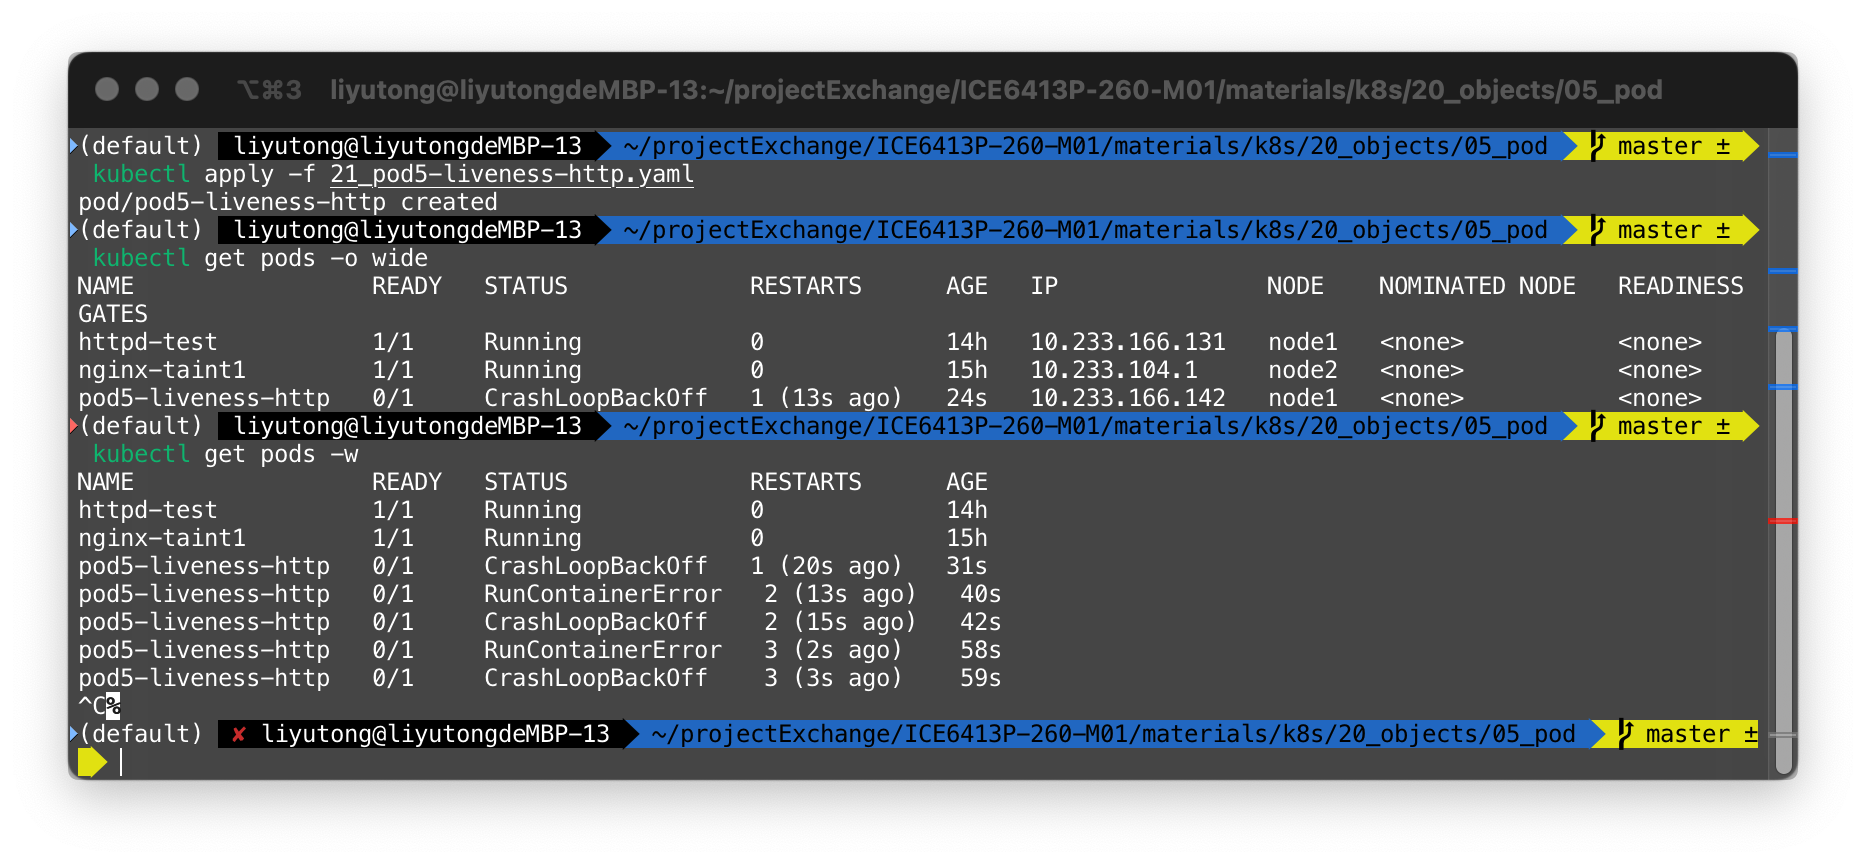 ⌥⌘3 liyutong@liyutongdeMBP-13:~/projectExchange/ICE6413P-260-M01/materials/k8s/20_objects/05_pod
(default) liyutong@liyutongdeMBP-13 ~/projectExchange/ICE6413P-260-M01/materials/k8s/20_objects/05_pod master ±
kubectl apply -f 21_pod5-liveness-http.yaml
pod/pod5-liveness-http created
(default) liyutong@liyutongdeMBP-13 ~/projectExchange/ICE6413P-260-M01/materials/k8s/20_objects/05_pod master ±
kubectl get pods -o wide
NAME READY STATUS RESTARTS AGE IP NODE NOMINATED NODE READINESS
GATES
httpd-test 1/1 Running 0 14h 10.233.166.131 node1 <none> <none>
nginx-taint1 1/1 Running 0 15h 10.233.104.1 node2 <none> <none>
pod5-liveness-http 0/1 CrashLoopBackOff 1 (13s ago) 24s 10.233.166.142 node1 <none> <none>
(default) liyutong@liyutongdeMBP-13 ~/projectExchange/ICE6413P-260-M01/materials/k8s/20_objects/05_pod master ±
kubectl get pods -w
NAME READY STATUS RESTARTS AGE
httpd-test 1/1 Running 0 14h
nginx-taint1 1/1 Running 0 15h
pod5-liveness-http 0/1 CrashLoopBackOff 1 (20s ago) 31s
pod5-liveness-http 0/1 RunContainerError 2 (13s ago) 40s
pod5-liveness-http 0/1 CrashLoopBackOff 2 (15s ago) 42s
pod5-liveness-http 0/1 RunContainerError 3 (2s ago) 58s
pod5-liveness-http 0/1 CrashLoopBackOff 3 (3s ago) 59s
^C%
(default) ✘ liyutong@liyutongdeMBP-13 ~/projectExchange/ICE6413P-260-M01/materials/k8s/20_objects/05_pod master ±